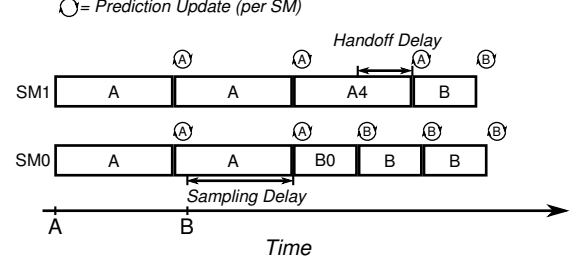 = Prediction Update (per SM)
Handoff Delay
A A A B
SM1 A A A4 B
A A B B B
SM0 A A B0 B B
Sampling Delay
A B
Time